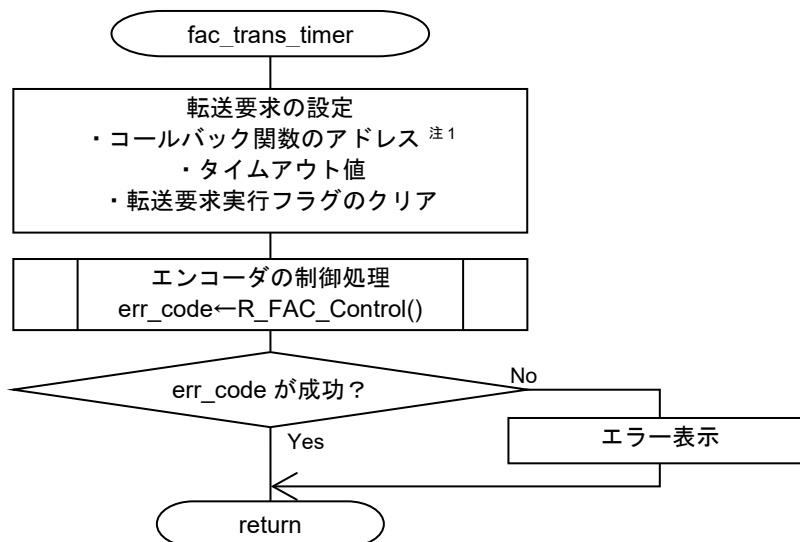 fac_trans_timer
転送要求の設定
・コールバック関数のアドレス 注1
・タイムアウト値
・転送要求実行フラグのクリア
エンコーダの制御処理
err_code←R_FAC_Control()
err_code が成功？
No
エラー表示
Yes
return